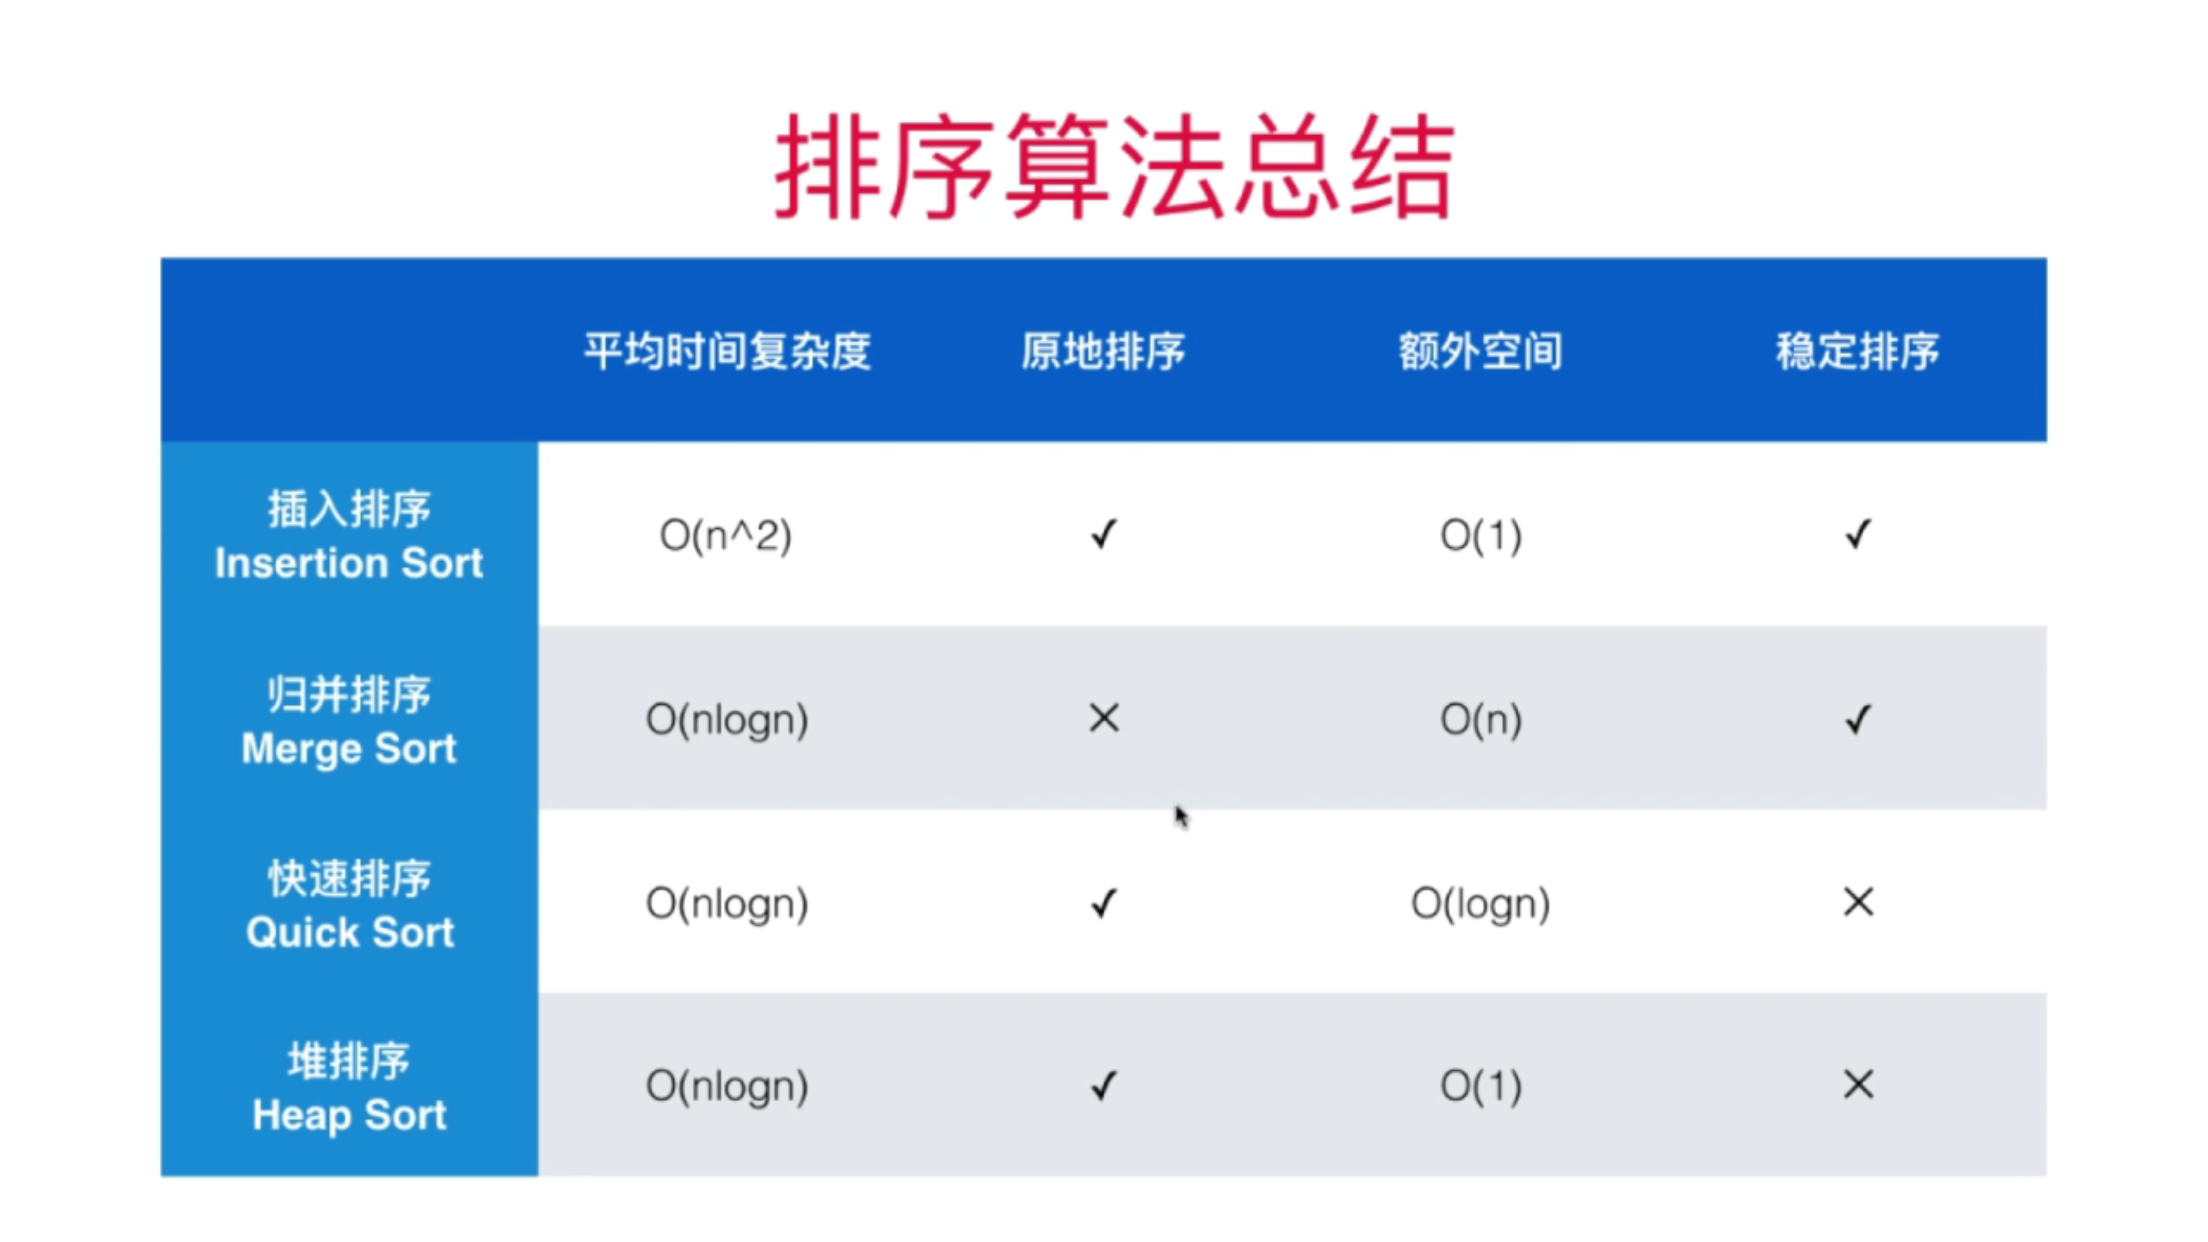 排序算法总结
平均时间复杂度 原地排序 额外空间 稳定排序
插入排序
Insertion Sort
O(n^2) ✓ O(1) ✓
归并排序
Merge Sort
O(nlogn) ✕ O(n) ✓
快速排序
Quick Sort
O(nlogn) ✓ O(logn) ✕
堆排序
Heap Sort
O(nlogn) ✓ O(1) ✕